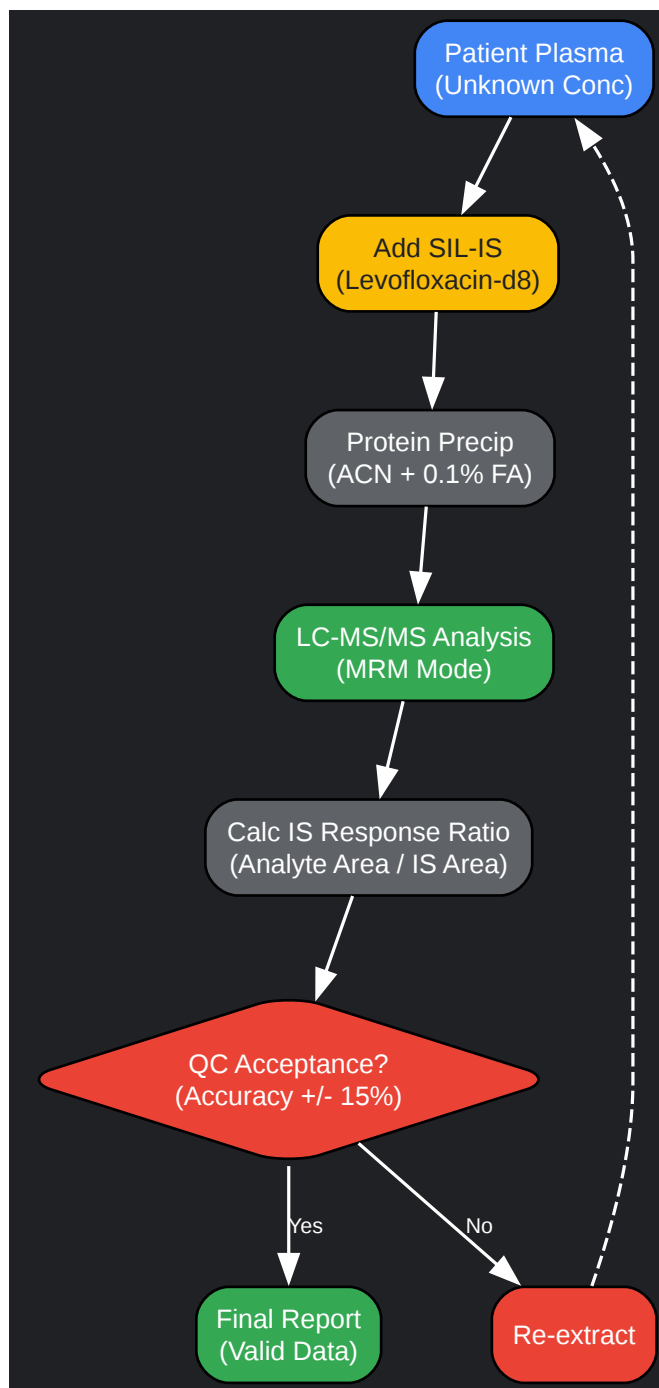 Patient Plasma
(Unknown Conc)
Add SIL-IS
(Levofloxacin-d8)
Protein Precip
(ACN + 0.1% FA)
LC-MS/MS Analysis
(MRM Mode)
Calc IS Response Ratio
(Analyte Area / IS Area)
QC Acceptance?
(Accuracy +/- 15%)
Yes
No
Final Report
(Valid Data)
Re-extract